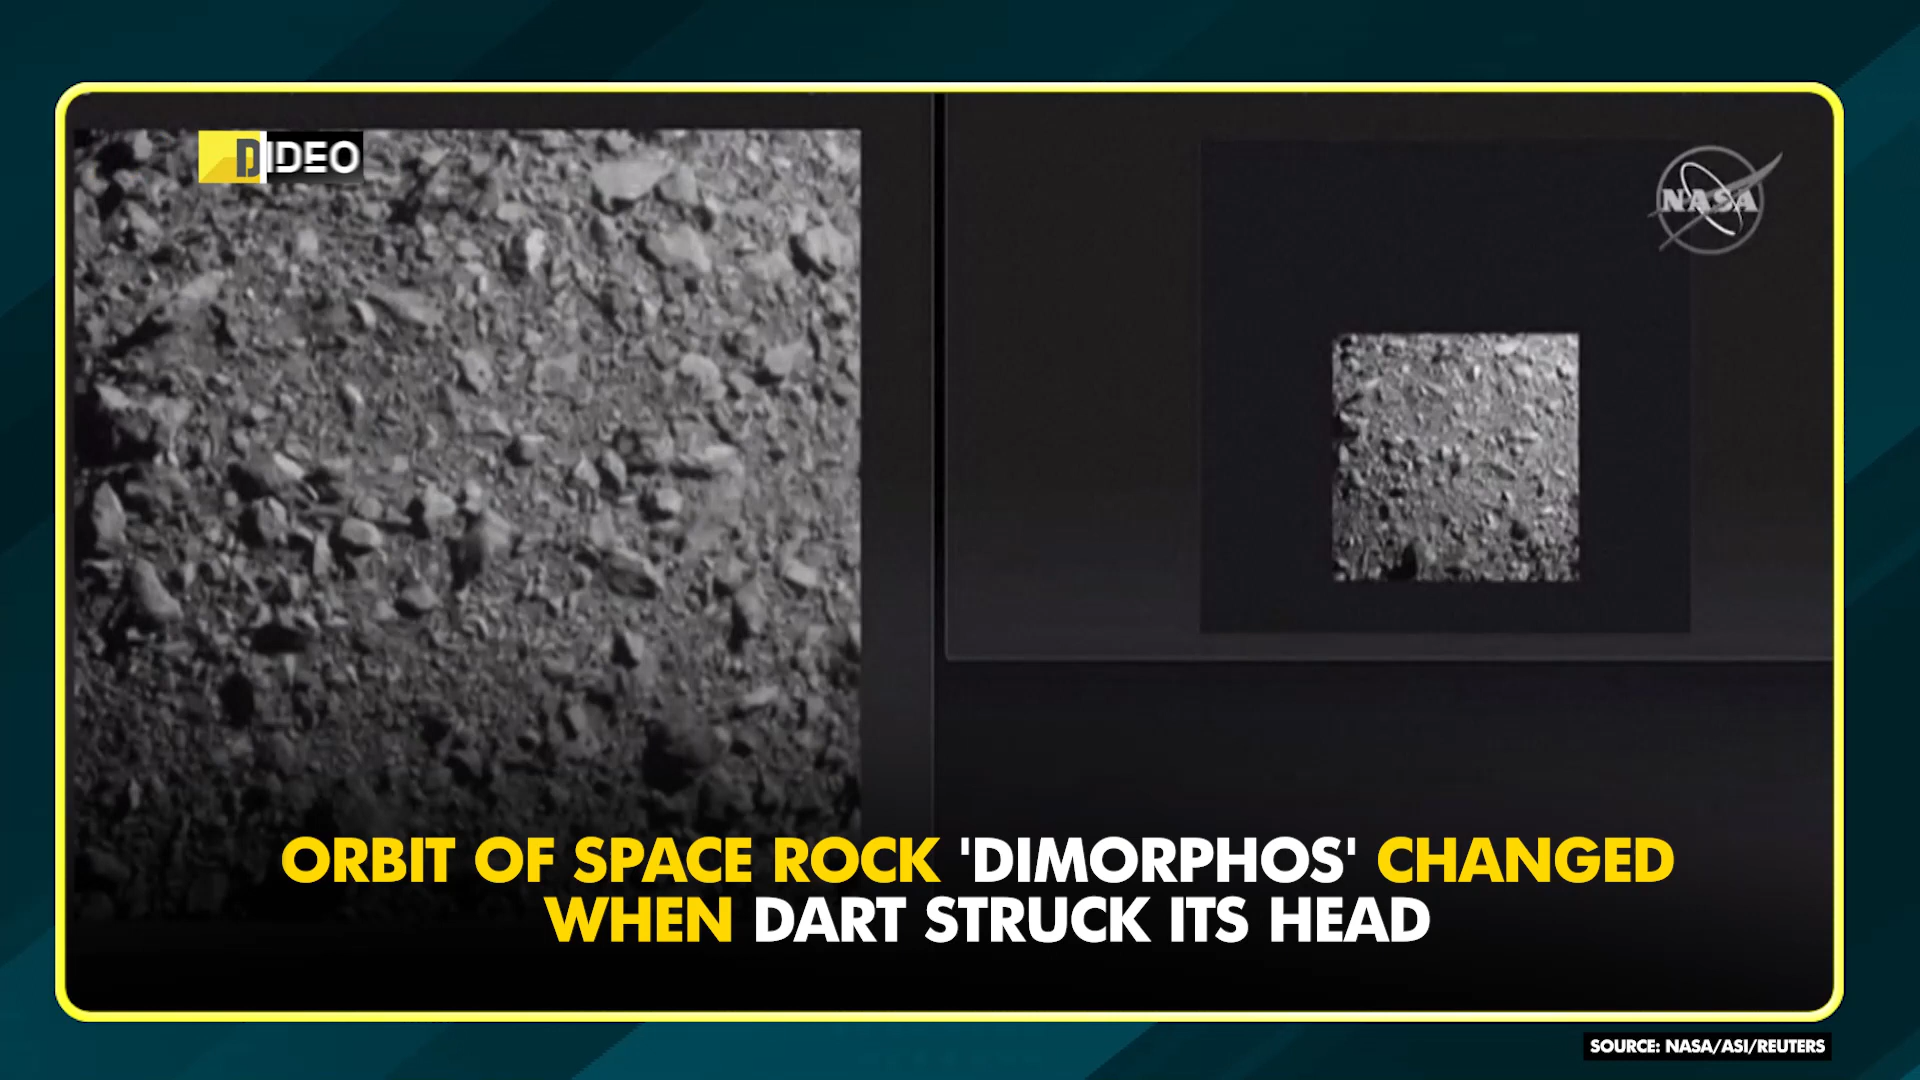 DIDEO
NASA
ORBIT OF SPACE ROCK 'DIMORPHOS' CHANGED
WHEN DART STRUCK ITS HEAD
SOURCE: NASA/ASI/REUTERS